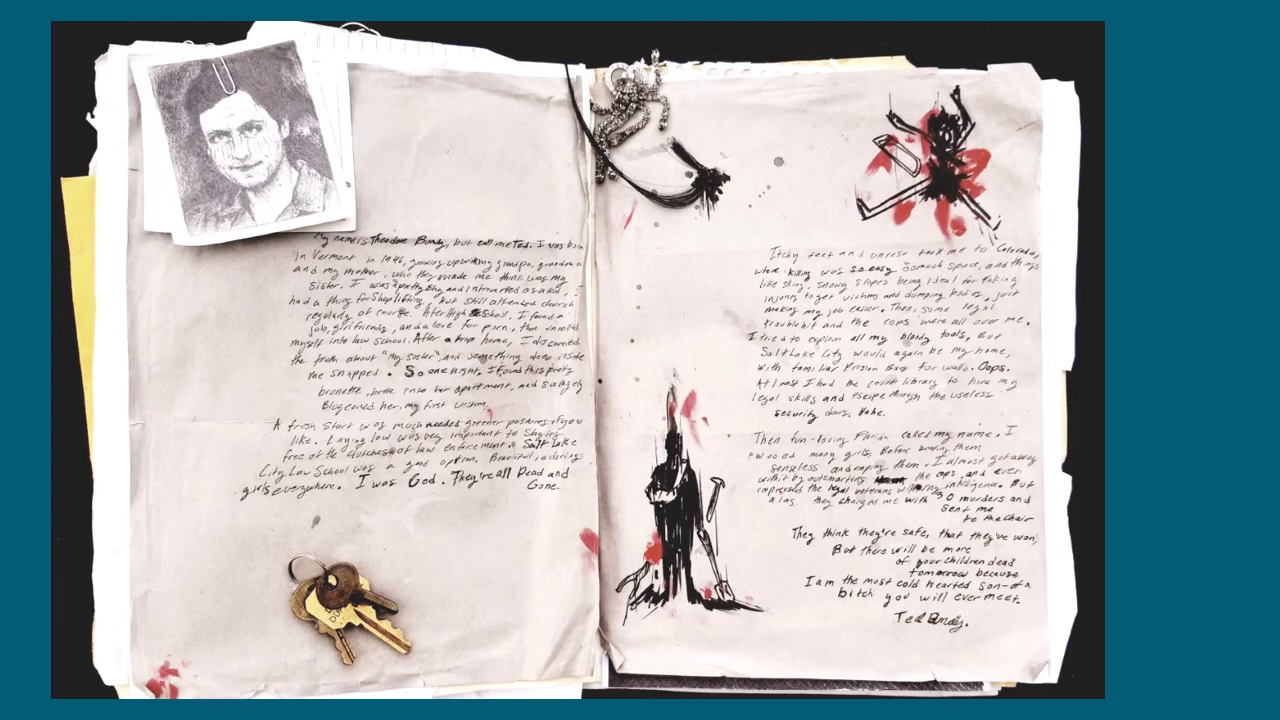 My name is Theodore Bundy, but call me Ted. I was born
in Vermont in 1946, growing up w/my grandpa, grandma
and my mother, who they made me think was my
sister. I was a pretty shy and introverted as a kid, I
had a thing for shoplifting, but still attended church
regularly of course. After High School, I found a
job, girlfriends, and a love for porn, then enrolled
myself into law school. After a trip home, I discovered
the truth about "my sister", and something deep inside
me snapped. So one night, I found this pretty
brunette, broke into her apartment, and savagely
Blugeoned her, my first victim.
A fresh start was much needed greener pastures if you
like. Laying low was very important to staying
free of the clutches of law enforcement. Salt Lake
City Law School was a good option. Beautiful, adoring
girls everywhere. I was God. They're all Dead and
Gone.
Itchy feet and unrest took me to Colorado,
where killing was so easy. So much space, and things
like skiing. Snowy slopes being ideal for faking
injury to get victims and dumping bodies, just
making my job easier. Then, some legal
trouble hit and the cops were all over me.
I tried to explain all my bloody tools, But
Salt Lake City would again be my home,
With familiar Prison Bars for walls. Oops.
At least I had the court library to hone my
legal skills and escape through the useless
security doors. Haha.
Then fun-loving Florida called my name. I
wooed many girls, Before beating them
senseless and raping them. I almost got away
with it by outsmarting the cops and even
impressed the legal veterans w/ my intelligence. But
alas, they charged me with 30 murders and
sent me
to the chair
They think they're safe, that they've won,
But there will be more
of your children dead
tomorrow because
I am the most cold hearted son-of-a
bitch you will ever meet.
Ted Bundy.